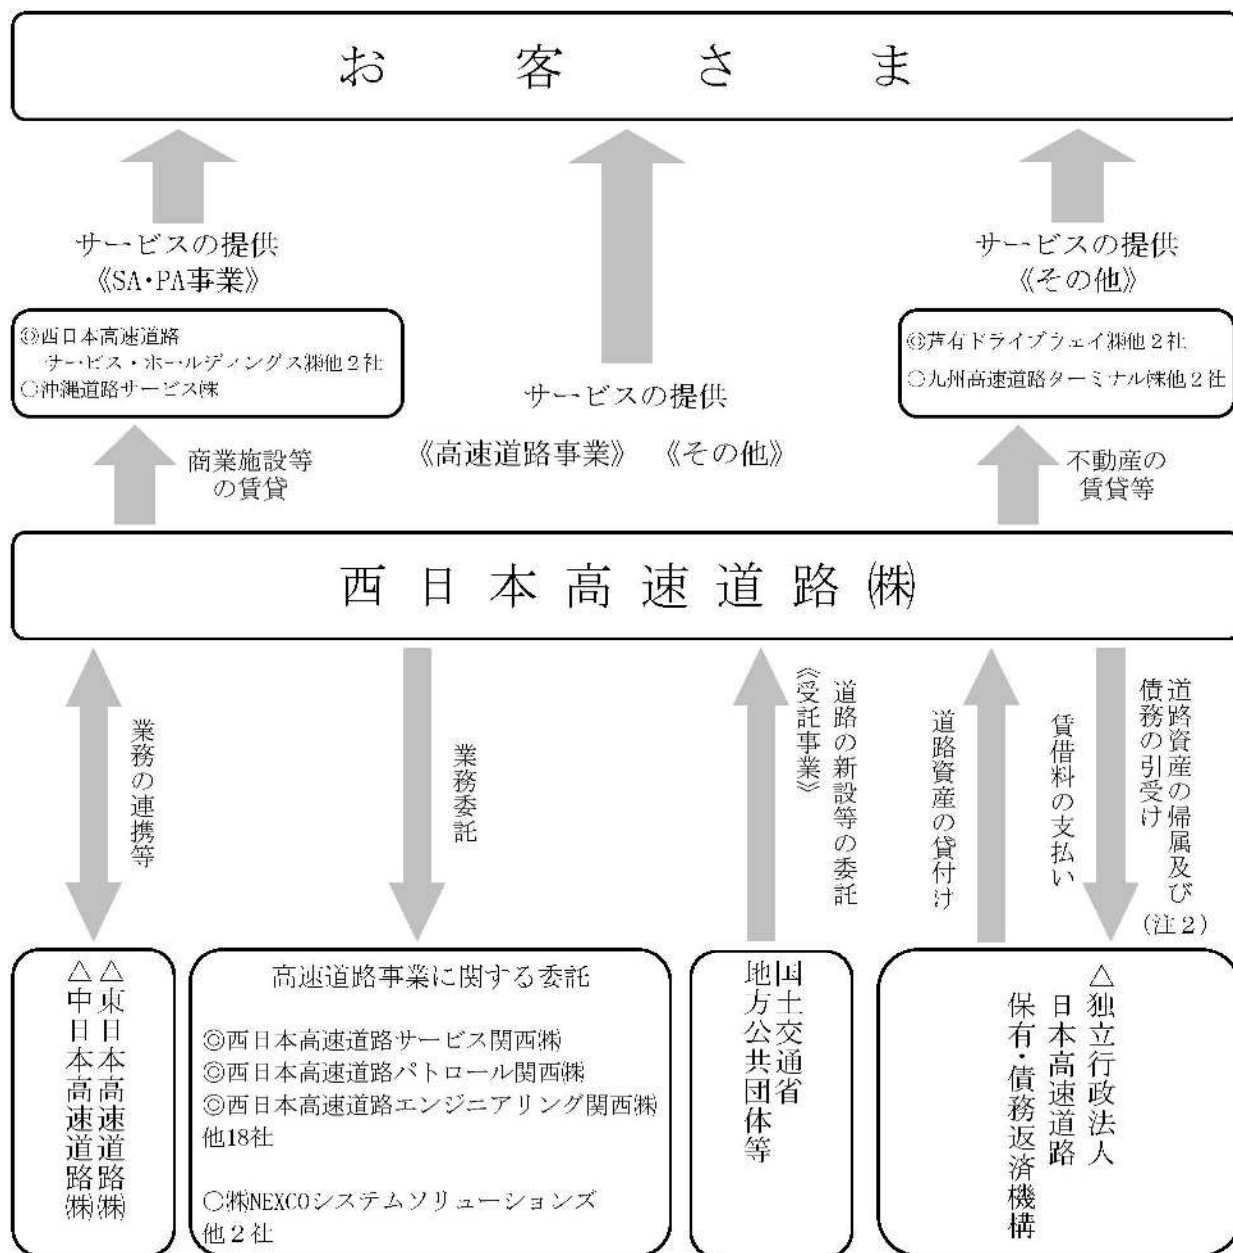 お客さま
サービスの提供
《SA・PA事業》
◎西日本高速道路
サービス・ホールディングス㈱他２社
○沖縄道路サービス㈱
商業施設等
の賃貸
サービスの提供
《高速道路事業》　《その他》
サービスの提供
《その他》
◎芦有ドライブウェイ㈱他２社
○九州高速道路ターミナル㈱他２社
不動産の
賃貸等
西日本高速道路㈱
業務の連携等
業務委託
道路の新設等の委託
《受託事業》
道路資産の貸付け
賃借料の支払い
道路資産の帰属及び
債務の引受け
（注２）
△東日本高速道路㈱
△中日本高速道路㈱
高速道路事業に関する委託
◎西日本高速道路サービス関西㈱
◎西日本高速道路パトロール関西㈱
◎西日本高速道路エンジニアリング関西㈱
他18社
○㈱NEXCOシステムソリューションズ
他２社
国土交通省
地方公共団体等
△独立行政法人
日本高速道路
保有・債務返済機構